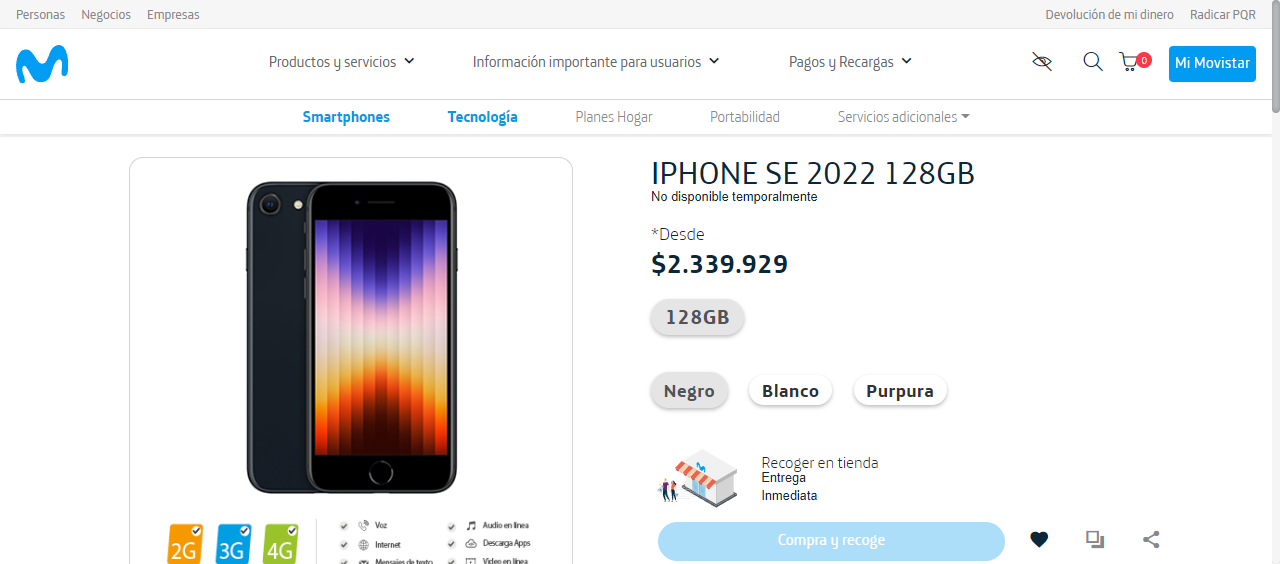 Personas Negocios Empresas Devolución de mi dinero Radicar PQR
Productos y servicios Información importante para usuarios Pagos y Recargas 0 Mi Movistar
Smartphones Tecnología Planes Hogar Portabilidad Servicios adicionales
IPHONE SE 2022 128GB
No disponible temporalmente
*Desde
$2.339.929
128GB
Negro Blanco Purpura
Recoger en tienda
Entrega
Inmediata
Compra y recoge
2G 3G 4G
Voz Audio en línea
Internet Descarga Apps
Mensajes de texto Video en línea